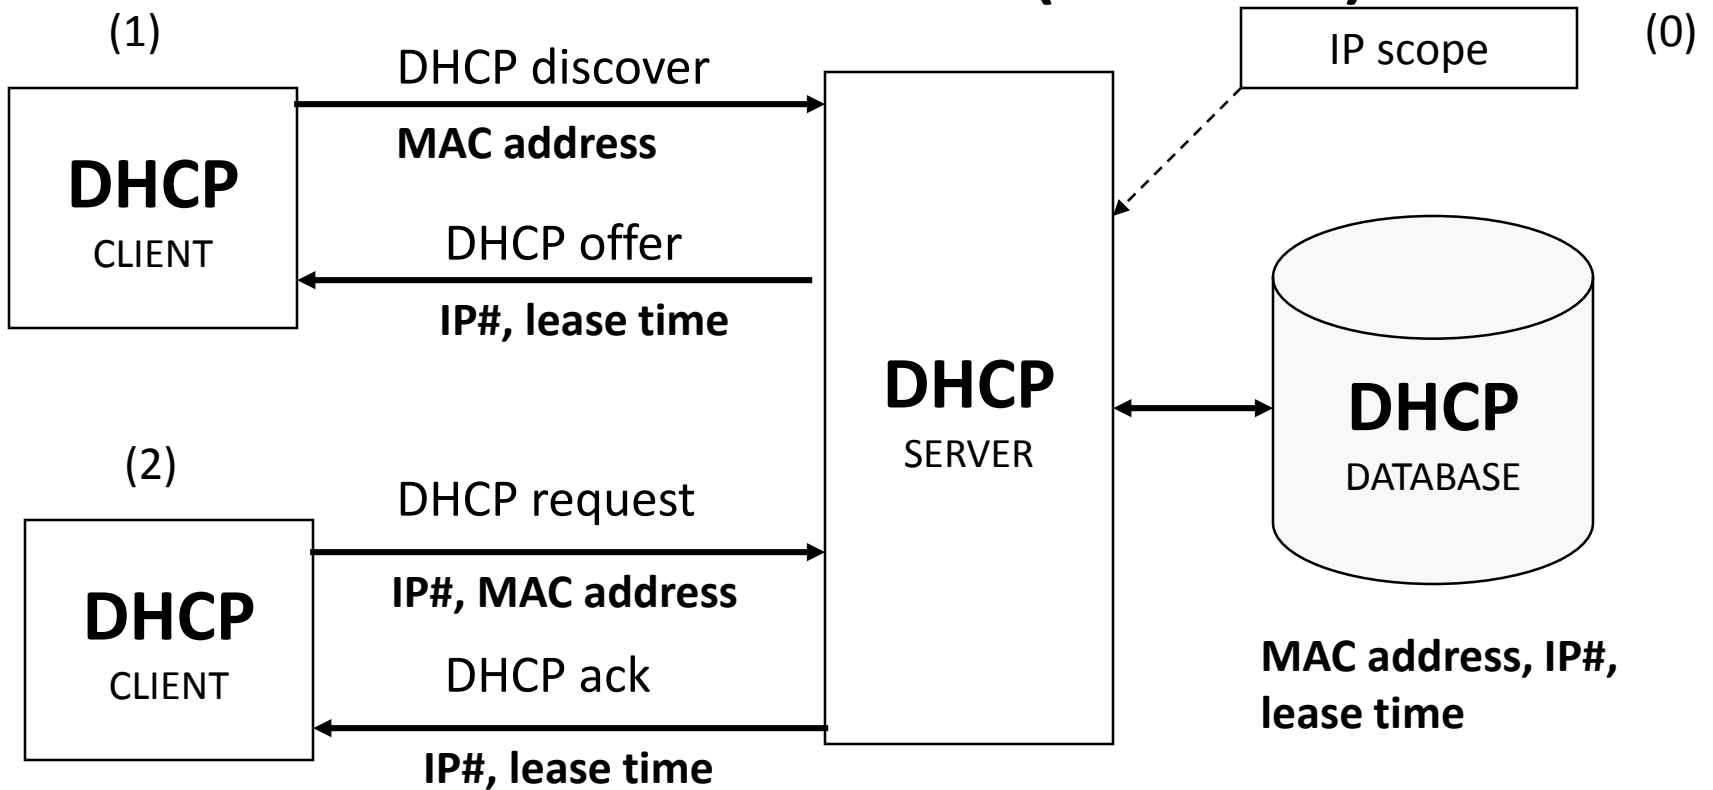 (1)
DHCP discover
MAC address
DHCP
CLIENT
DHCP offer
IP#, lease time
(2)
DHCP request
IP#, MAC address
DHCP
CLIENT
DHCP ack
IP#, lease time
DHCP
SERVER
IP scope
(0)
DHCP
DATABASE
MAC address, IP#,
lease time